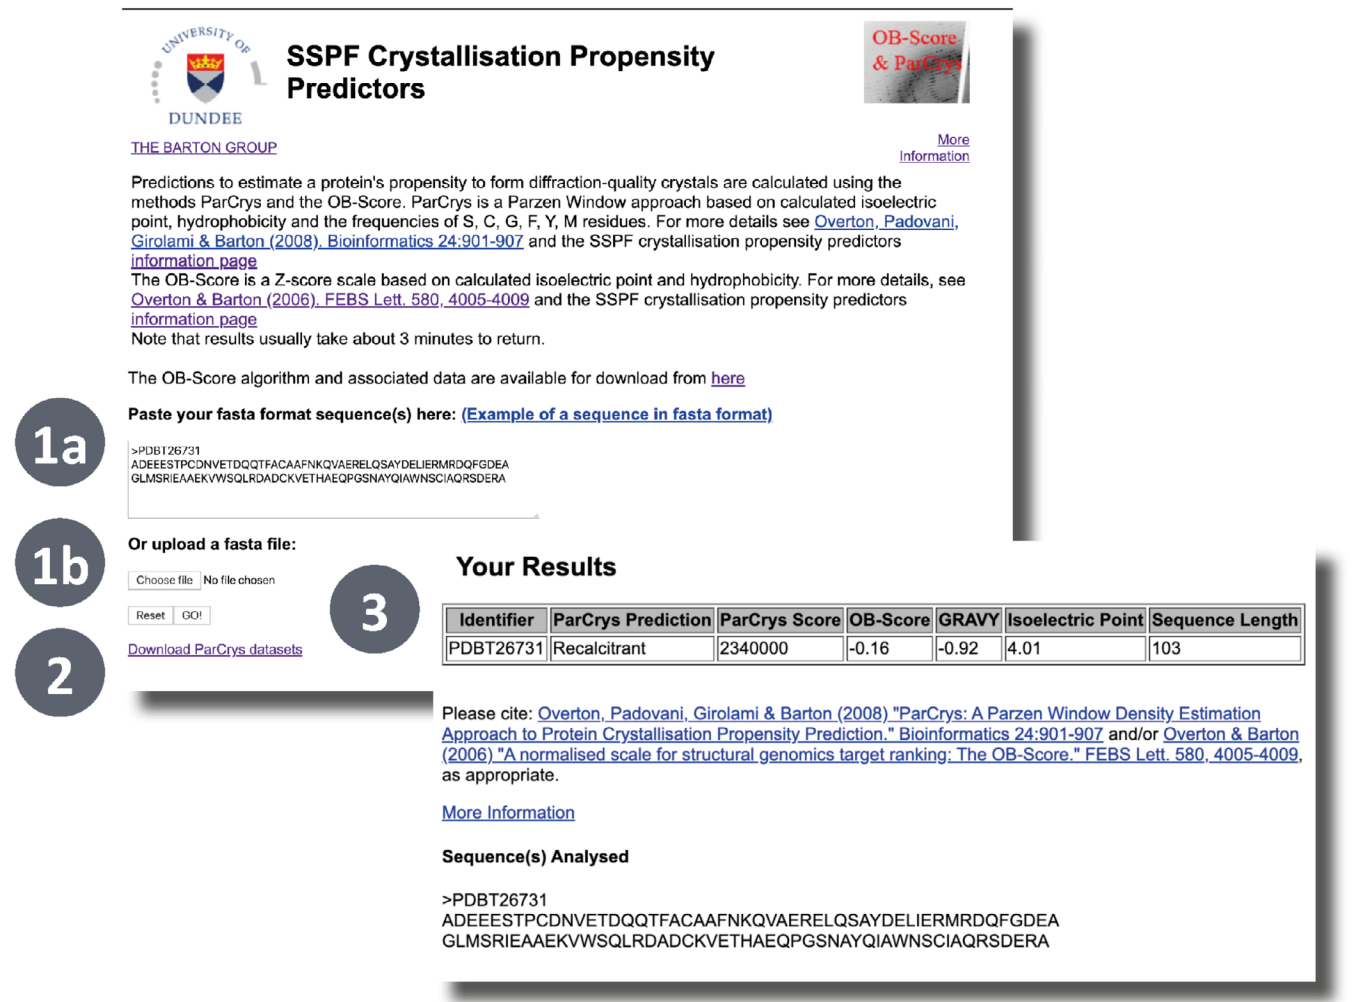 UNIVERSITY OF
DUNDEE
SSPF Crystallisation Propensity
Predictors
OB-Score
& ParCrys
THE BARTON GROUP
More
Information
Predictions to estimate a protein's propensity to form diffraction-quality crystals are calculated using the
methods ParCrys and the OB-Score. ParCrys is a Parzen Window approach based on calculated isoelectric
point, hydrophobicity and the frequencies of S, C, G, F, Y, M residues. For more details see Overton, Padovani,
Girolami & Barton (2008). Bioinformatics 24:901-907 and the SSPF crystallisation propensity predictors
information page
The OB-Score is a Z-score scale based on calculated isoelectric point and hydrophobicity. For more details, see
Overton & Barton (2006). FEBS Lett. 580, 4005-4009 and the SSPF crystallisation propensity predictors
information page
Note that results usually take about 3 minutes to return.
The OB-Score algorithm and associated data are available for download from here
1a
Paste your fasta format sequence(s) here: (Example of a sequence in fasta format)
>PDBT26731
ADEEESTPCDNVETDQQTFACAAFNKQVAERELQSAYDELIERMRDQFGDEA
GLMSRIEAAEKVWSQLRDADCKVETHAEQPGSNAYQIAWNSCIAQRSDERA
1b
Or upload a fasta file:
Choose file No file chosen
Reset GO!
2
Download ParCrys datasets
3
Your Results
Identifier ParCrys Prediction ParCrys Score OB-Score GRAVY Isoelectric Point Sequence Length
PDBT26731 Recalcitrant 2340000 -0.16 -0.92 4.01 103
Please cite: Overton, Padovani, Girolami & Barton (2008) "ParCrys: A Parzen Window Density Estimation
Approach to Protein Crystallisation Propensity Prediction." Bioinformatics 24:901-907 and/or Overton & Barton
(2006) "A normalised scale for structural genomics target ranking: The OB-Score." FEBS Lett. 580, 4005-4009,
as appropriate.
More Information
Sequence(s) Analysed
>PDBT26731
ADEEESTPCDNVETDQQTFACAAFNKQVAERELQSAYDELIERMRDQFGDEA
GLMSRIEAAEKVWSQLRDADCKVETHAEQPGSNAYQIAWNSCIAQRSDERA